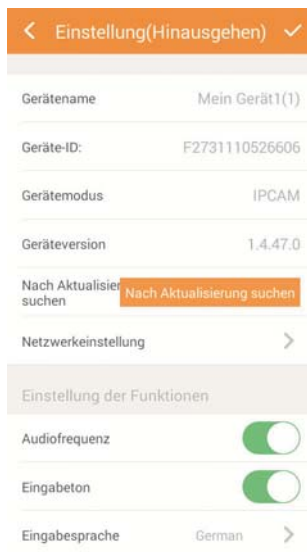 Einstellung(Hinausgehen)
Gerätename Mein Gerät1(1)
Geräte-ID: F2731110526606
Gerätemodus IPCAM
Geräteversion 1.4.47.0
Nach Aktualisier
suchen
Nach Aktualisierung suchen
Netzwerkeinstellung
Einstellung der Funktionen
Audiofrequenz
Eingabeton
Eingabesprache German